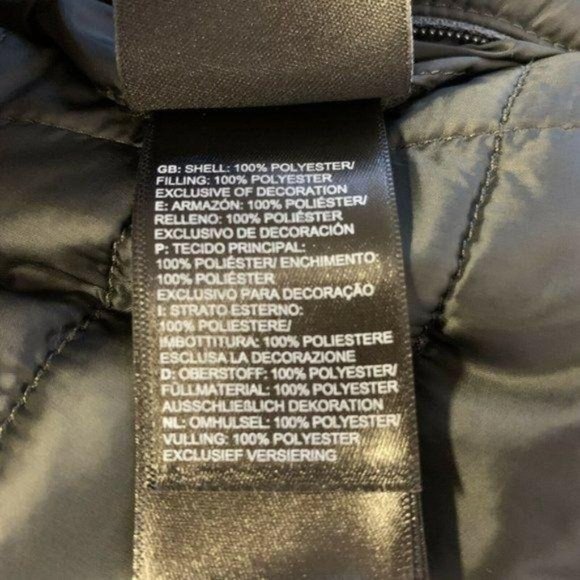 GB: SHELL: 100% POLYESTER/
FILLING: 100% POLYESTER
EXCLUSIVE OF DECORATION
E: ARMAZÓN: 100% POLIÉSTER/
RELLENO: 100% POLIÉSTER
EXCLUSIVO DE DECORACIÓN
P: TECIDO PRINCIPAL:
100% POLIÉSTER/ ENCHIMENTO:
100% POLIÉSTER
EXCLUSIVO PARA DECORAÇÃO
I: STRATO ESTERNO:
100% POLIESTERE/
IMBOTTITURA: 100% POLIESTERE
ESCLUSA LA DECORAZIONE
D: OBERSTOFF: 100% POLYESTER/
FÜLLMATERIAL: 100% POLYESTER
AUSSCHLIEßLICH DEKORATION
NL: OMHULSEL: 100% POLYESTER/
VULLING: 100% POLYESTER
EXCLUSIEF VERSIERING